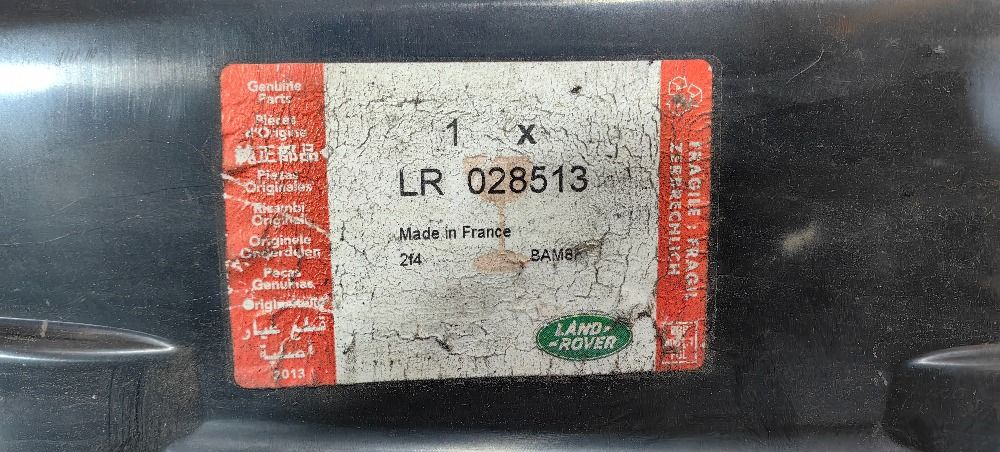 Genuine
Parts
Pièces
d'Origine
純正部品
Piezas
Originales
Ricambi
Originali
Originele
Onderdelen
Peças
Genuinas
Originalteile
قطع غيار
أصلية
2013
1 x
LR 028513
Made in France
2f4 BAM8
LAND-
-ROVER
FRAGILE : FRAGIL
ZERBRECHLICH